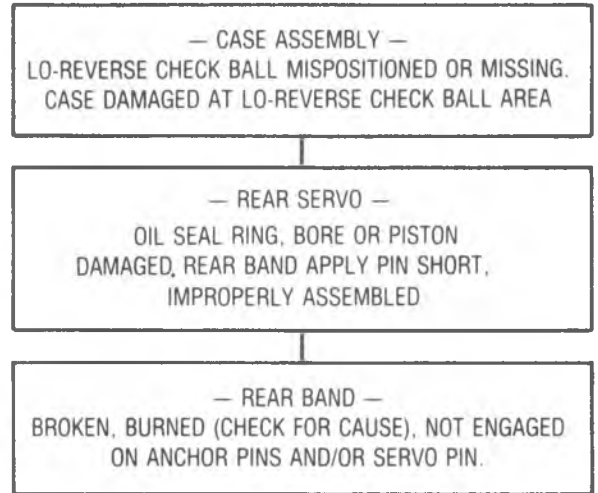 — CASE ASSEMBLY —
LO-REVERSE CHECK BALL MISPOSITIONED OR MISSING.
CASE DAMAGED AT LO-REVERSE CHECK BALL AREA
— REAR SERVO —
OIL SEAL RING, BORE OR PISTON
DAMAGED, REAR BAND APPLY PIN SHORT,
IMPROPERLY ASSEMBLED
— REAR BAND —
BROKEN, BURNED (CHECK FOR CAUSE), NOT ENGAGED
ON ANCHOR PINS AND/OR SERVO PIN.